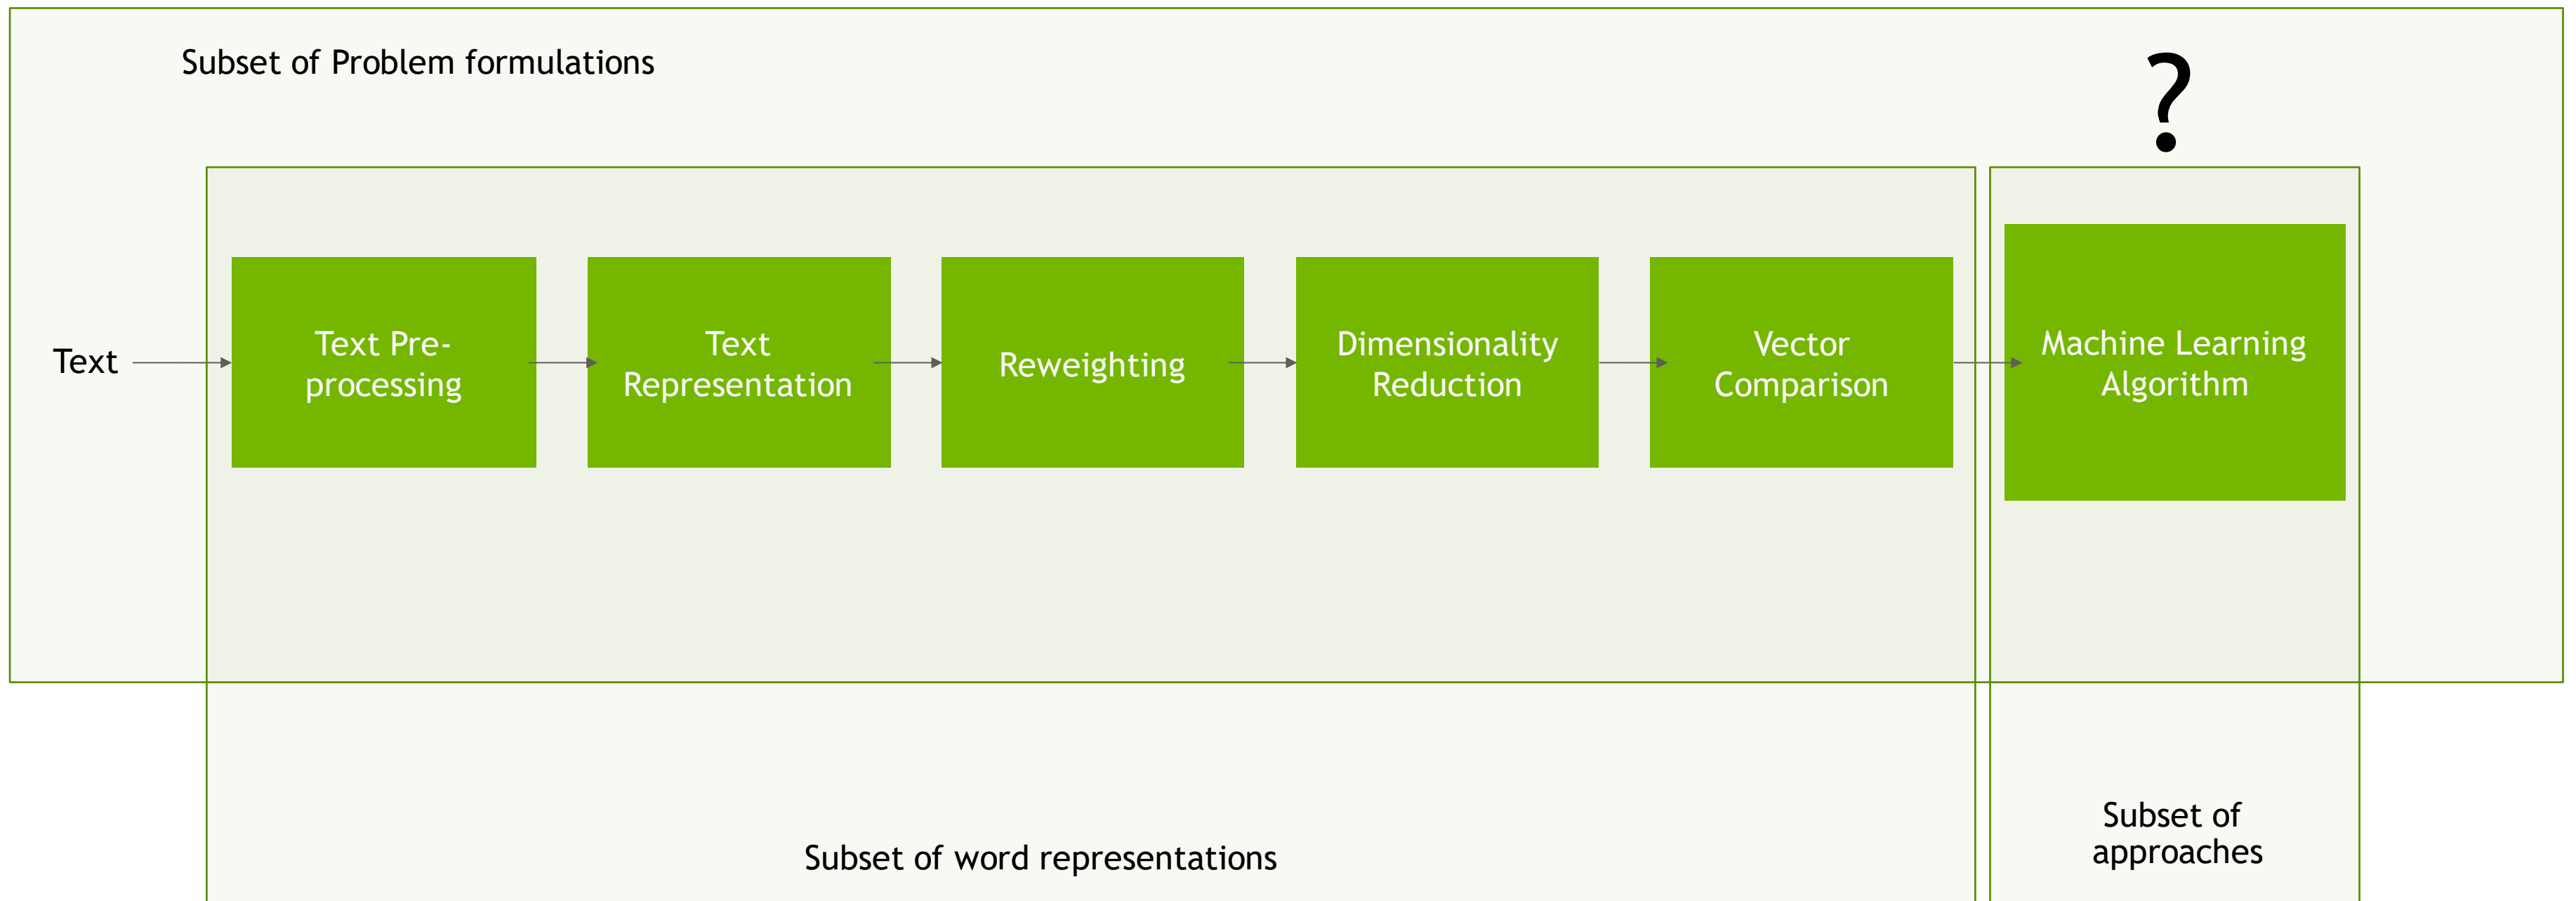 Subset of Problem formulations
?
Text
Text Pre-
processing
Text
Representation
Reweighting
Dimensionality
Reduction
Vector
Comparison
Machine Learning
Algorithm
Subset of word representations
Subset of
approaches